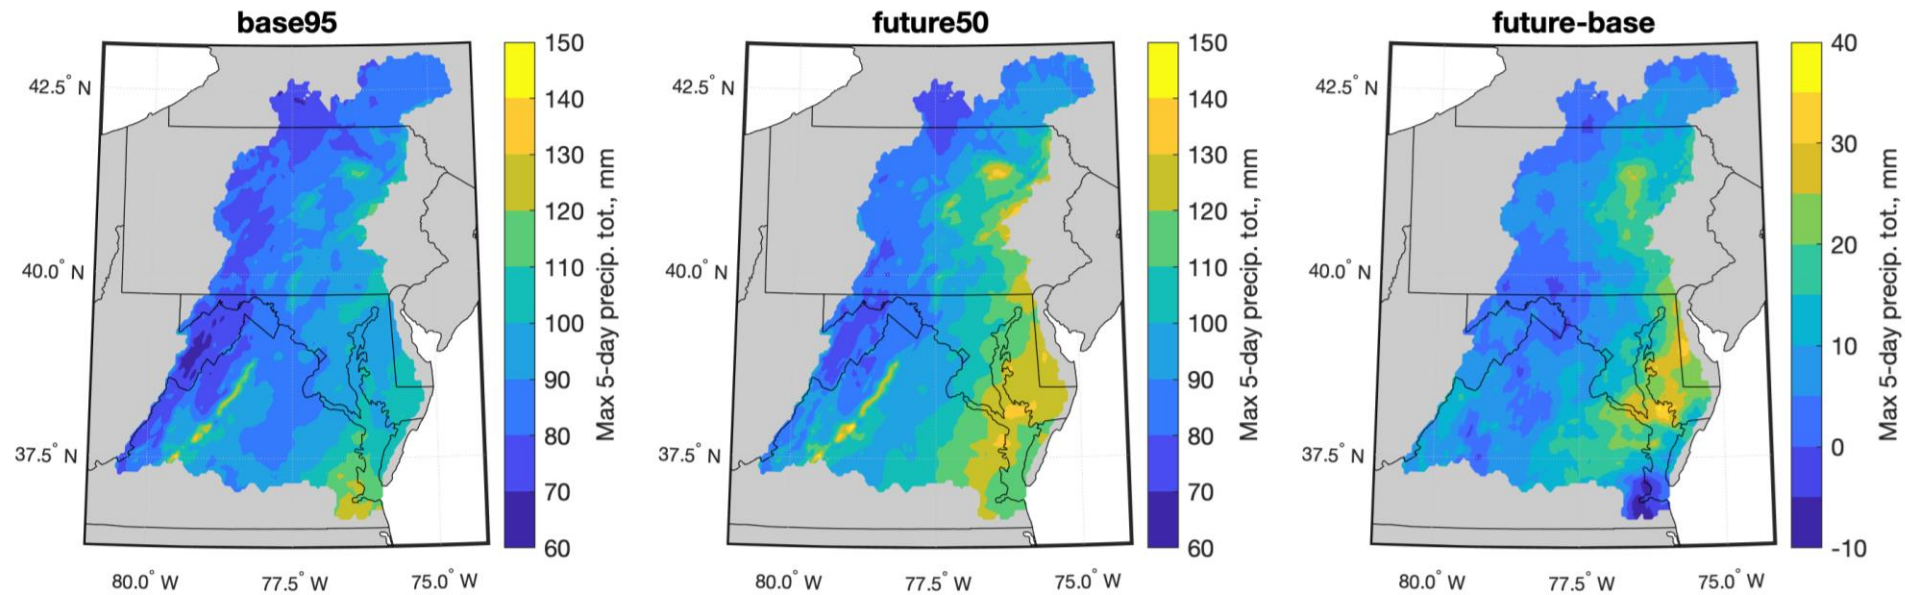 base95
150
140
130
120
110
100
90
80
70
60
Max 5-day precip. tot., mm
42.5° N
40.0° N
37.5° N
80.0° W
77.5° W
75.0° W
future50
150
140
130
120
110
100
90
80
70
60
Max 5-day precip. tot., mm
42.5° N
40.0° N
37.5° N
80.0° W
77.5° W
75.0° W
future-base
40
30
20
10
0
-10
Max 5-day precip. tot., mm
42.5° N
40.0° N
37.5° N
80.0° W
77.5° W
75.0° W